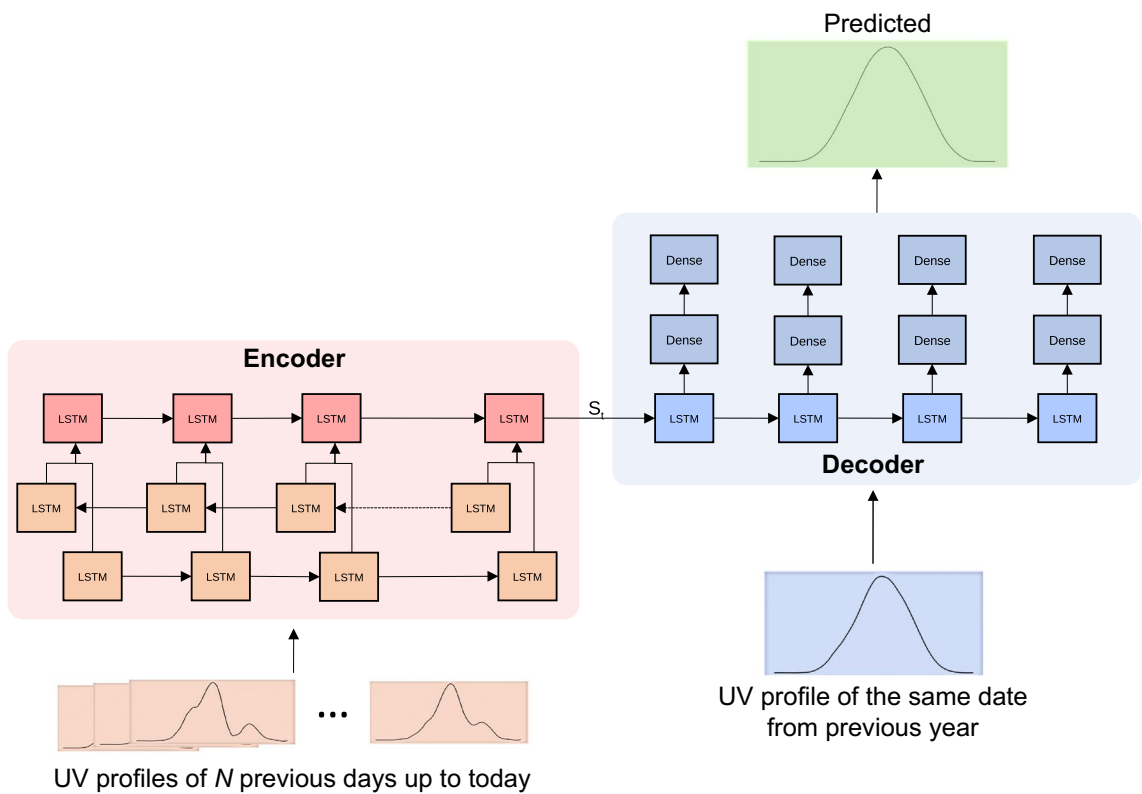 Predicted
Dense Dense Dense Dense
Dense Dense Dense Dense
Encoder
LSTM LSTM LSTM LSTM
S_t
LSTM LSTM LSTM LSTM
Decoder
LSTM LSTM LSTM LSTM
LSTM LSTM LSTM LSTM
...
UV profile of the same date
from previous year
UV profiles of N previous days up to today